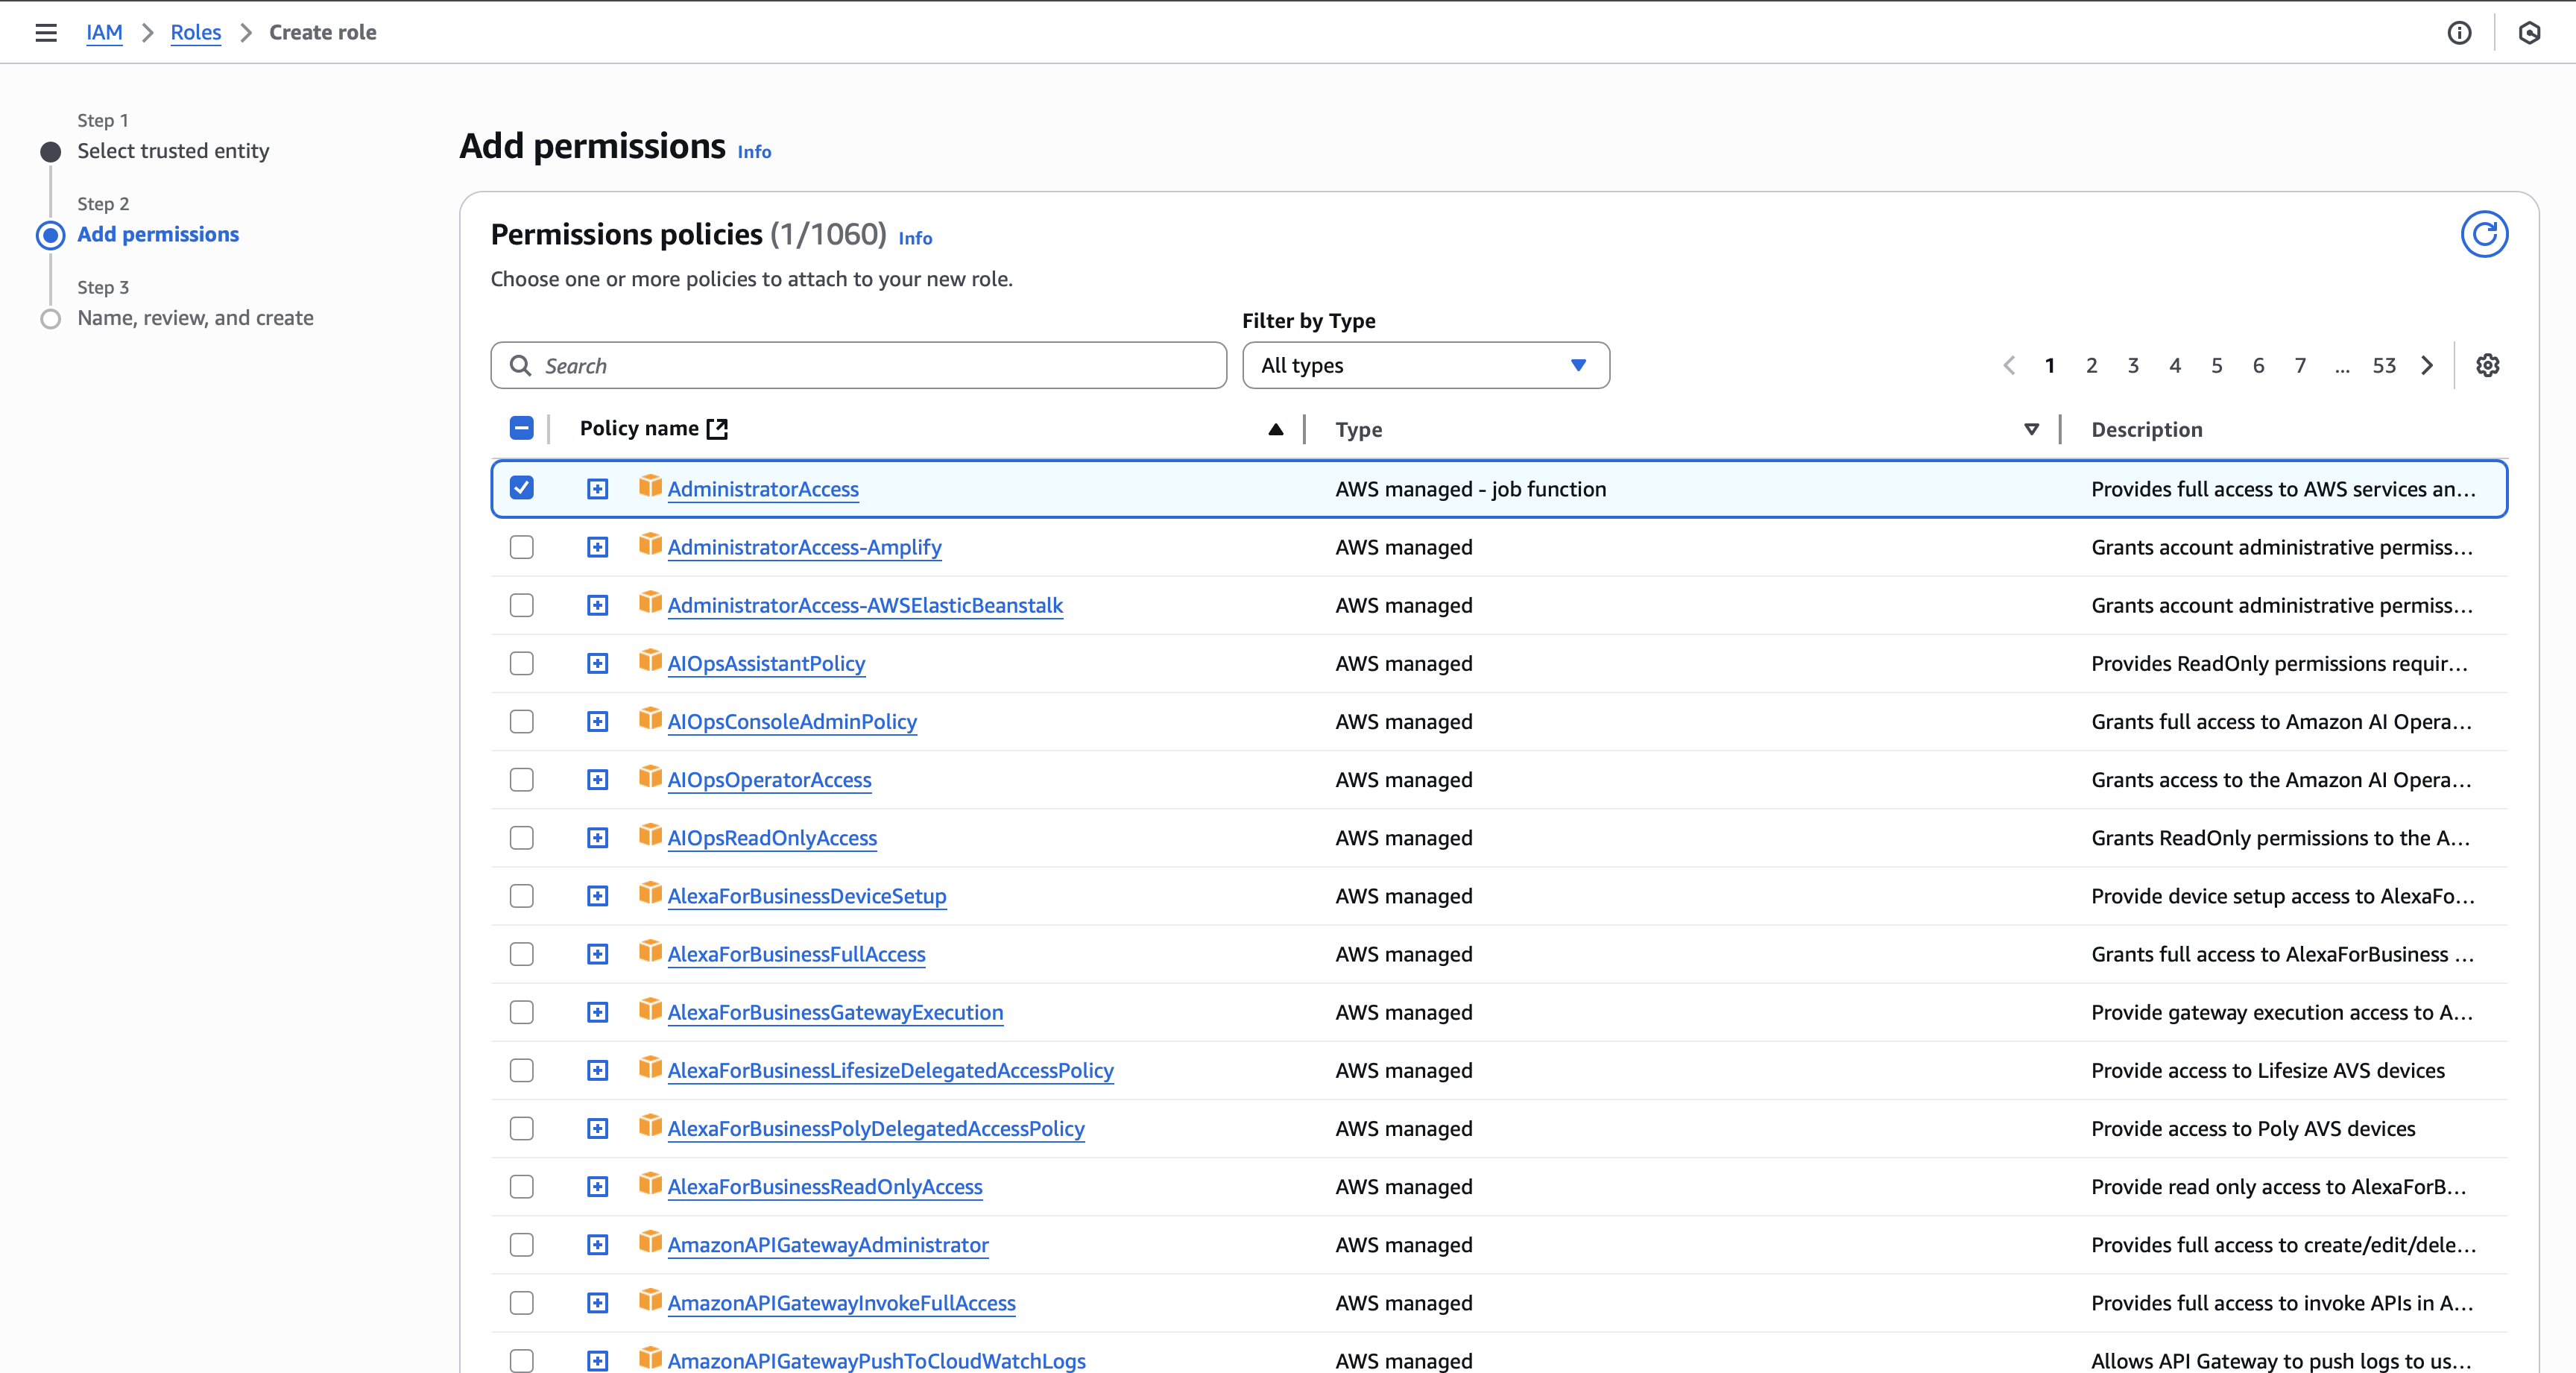 IAM > Roles > Create role
Step 1
Select trusted entity
Step 2
Add permissions
Step 3
Name, review, and create
Add permissions Info
Permissions policies (1/1060) Info
Choose one or more policies to attach to your new role.
Filter by Type
Search All types 1 2 3 4 5 6 7 ... 53
Policy name Type Description
AdministratorAccess AWS managed - job function Provides full access to AWS services an...
AdministratorAccess-Amplify AWS managed Grants account administrative permiss...
AdministratorAccess-AWSElasticBeanstalk AWS managed Grants account administrative permiss...
AIOpsAssistantPolicy AWS managed Provides ReadOnly permissions requir...
AIOpsConsoleAdminPolicy AWS managed Grants full access to Amazon AI Opera...
AIOpsOperatorAccess AWS managed Grants access to the Amazon AI Opera...
AIOpsReadOnlyAccess AWS managed Grants ReadOnly permissions to the A...
AlexaForBusinessDeviceSetup AWS managed Provide device setup access to AlexaFo...
AlexaForBusinessFullAccess AWS managed Grants full access to AlexaForBusiness ...
AlexaForBusinessGatewayExecution AWS managed Provide gateway execution access to A...
AlexaForBusinessLifesizeDelegatedAccessPolicy AWS managed Provide access to Lifesize AVS devices
AlexaForBusinessPolyDelegatedAccessPolicy AWS managed Provide access to Poly AVS devices
AlexaForBusinessReadOnlyAccess AWS managed Provide read only access to AlexaForB...
AmazonAPIGatewayAdministrator AWS managed Provides full access to create/edit/dele...
AmazonAPIGatewayInvokeFullAccess AWS managed Provides full access to invoke APIs in A...
AmazonAPIGatewayPushToCloudWatchLogs AWS managed Allows API Gateway to push logs to us...